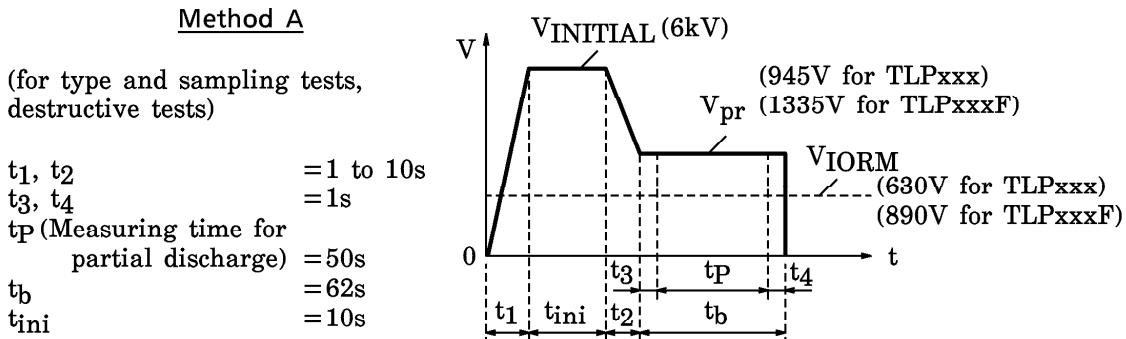 Method A
(for type and sampling tests,
destructive tests)
t1, t2 =1 to 10s
t3, t4 =1s
tP (Measuring time for
partial discharge) =50s
tb =62s
tini =10s
V
VINITIAL (6kV)
(945V for TLPxxx)
Vpr (1335V for TLPxxxF)
VIORM
(630V for TLPxxx)
(890V for TLPxxxF)
0
t
t3 tP t4
t1 tini t2 tb